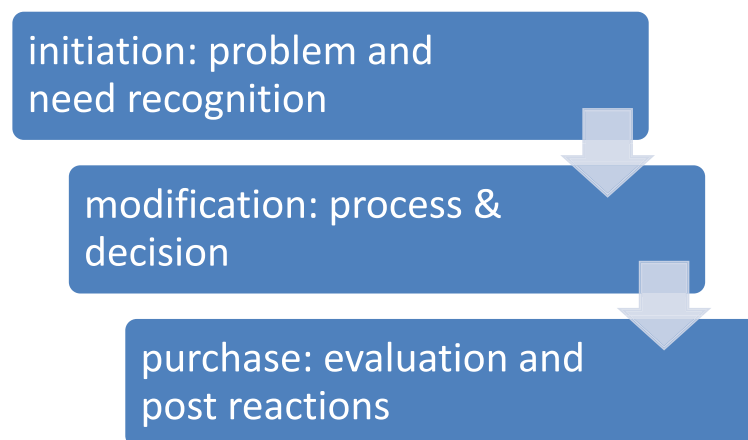 initiation: problem and
need recognition
modification: process &
decision
purchase: evaluation and
post reactions